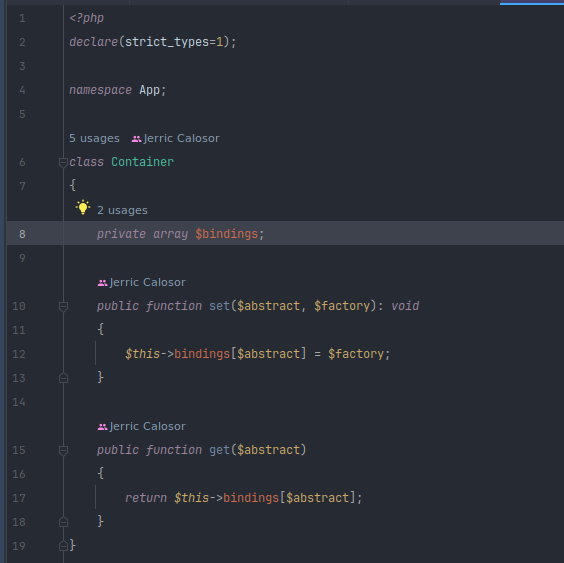 1 <?php
2 declare(strict_types=1);
3
4 namespace App;
5
5 usages Jerric Calosor
6 class Container
7 {
2 usages
8 private array $bindings;
9
Jerric Calosor
10 public function set($abstract, $factory): void
11 {
12 $this->bindings[$abstract] = $factory;
13 }
14
Jerric Calosor
15 public function get($abstract)
16 {
17 return $this->bindings[$abstract];
18 }
19 }